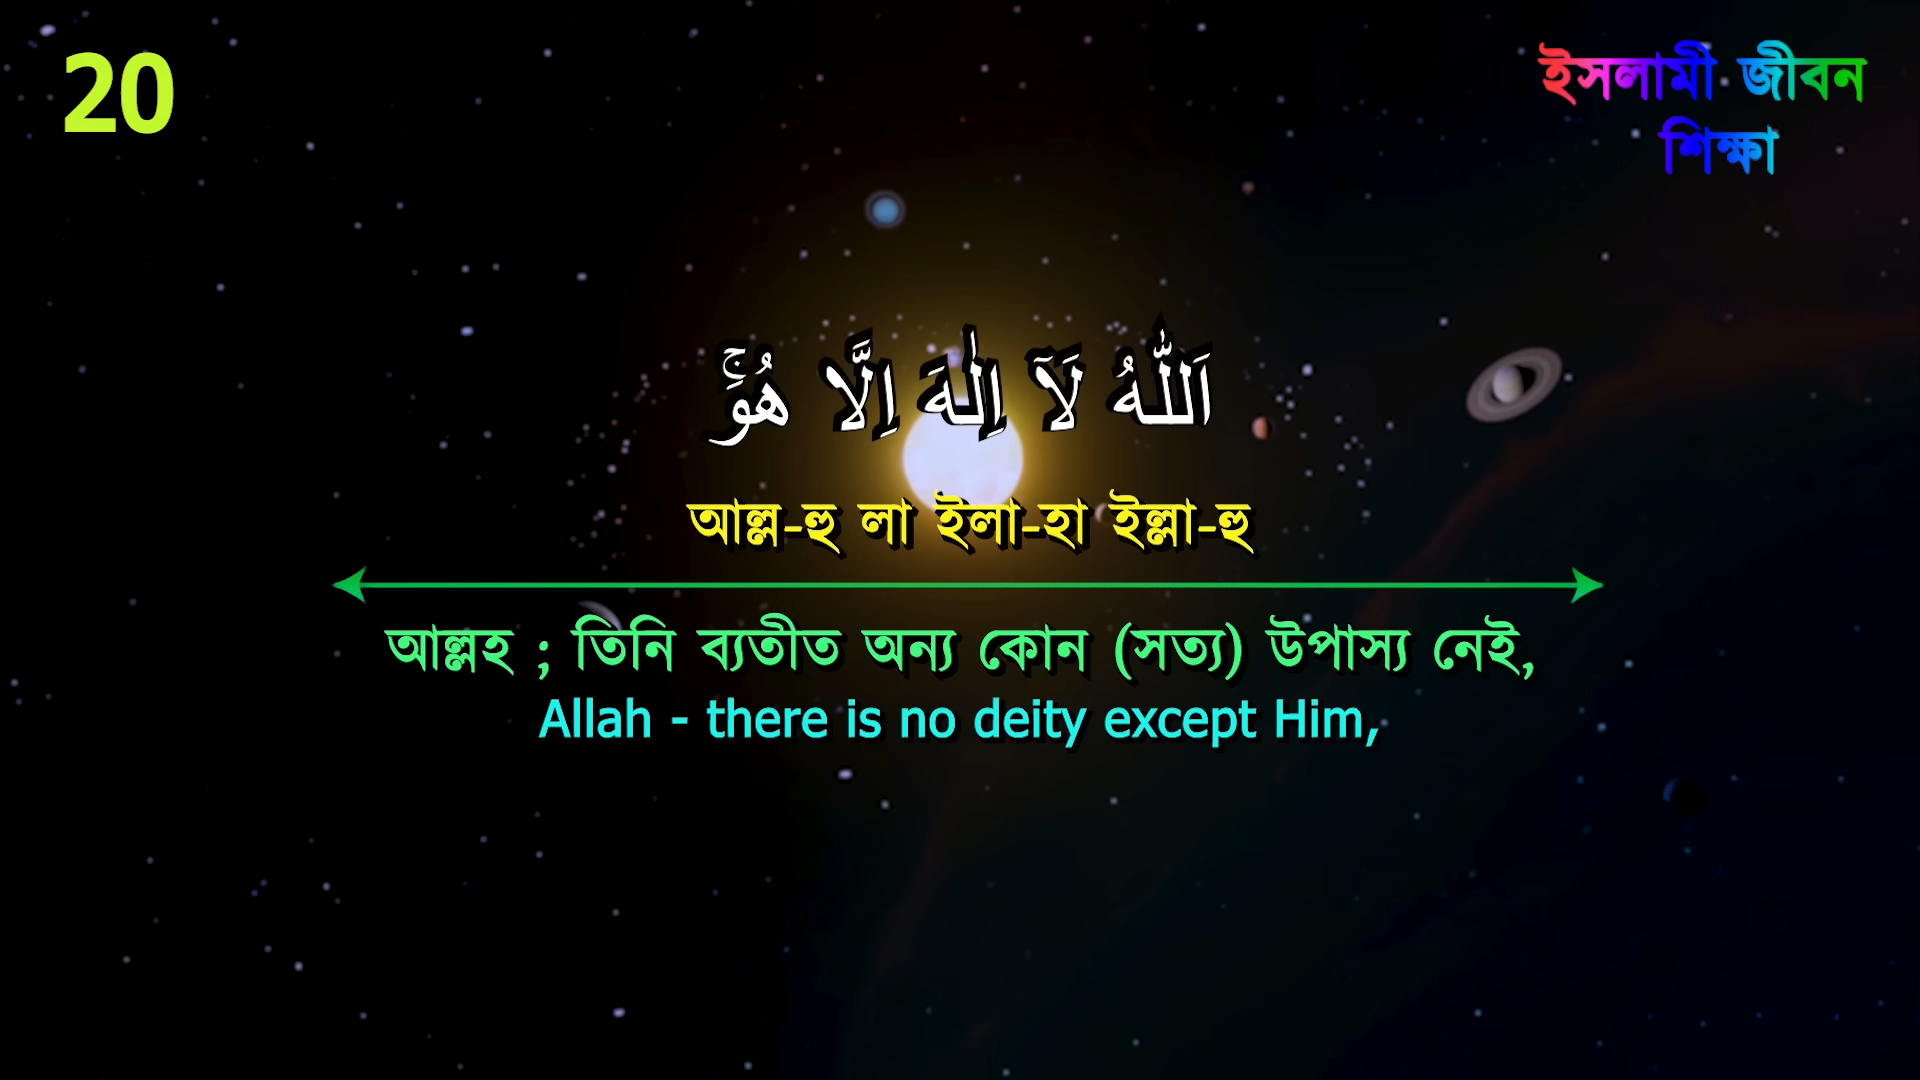 20
ইসলামী জীবন
শিক্ষা
اَللّٰهُ لَآ اِلٰهَ اِلَّا هُوَۚ
আল্ল-হু লা ইলা-হা ইল্লা-হু
আল্লহ ; তিনি ব্যতীত অন্য কোন (সত্য) উপাস্য নেই,
Allah - there is no deity except Him,